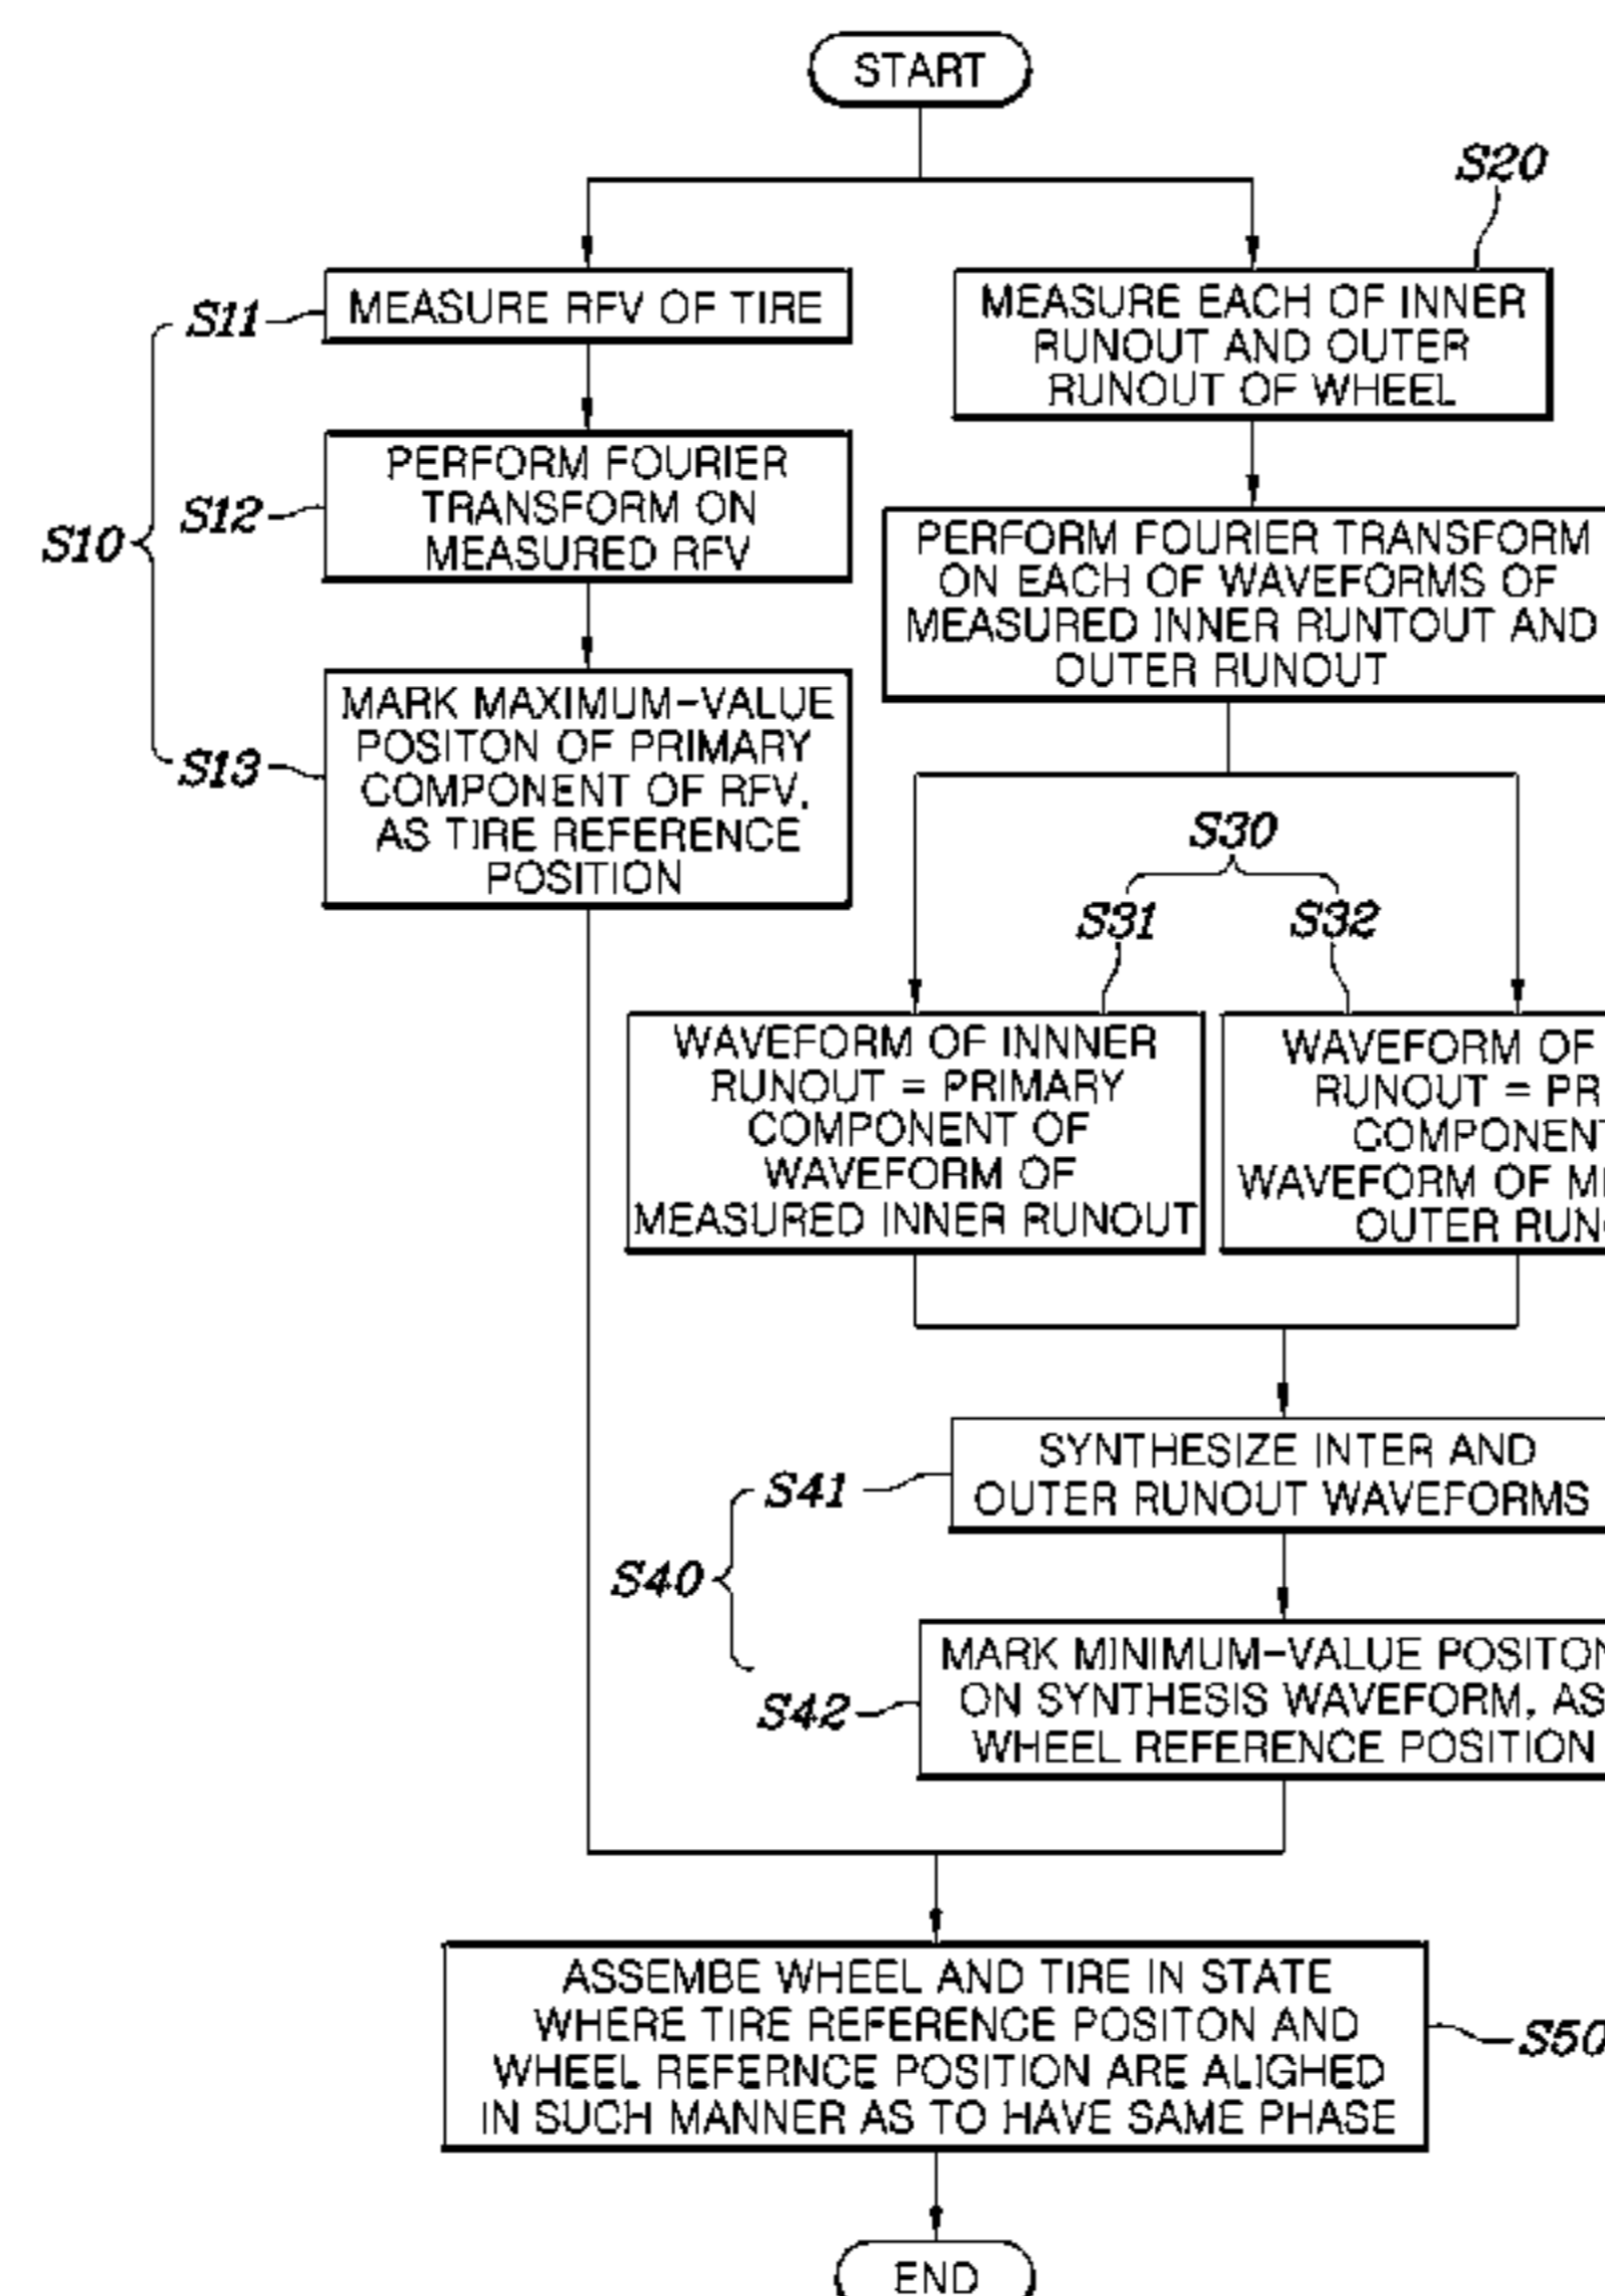 START
S20
S11
MEASURE RFV OF TIRE
MEASURE EACH OF INNER
RUNOUT AND OUTER
RUNOUT OF WHEEL
S10
S12
PERFORM FOURIER
TRANSFORM ON
MEASURED RFV
PERFORM FOURIER TRANSFORM
ON EACH OF WAVEFORMS OF
MEASURED INNER RUNTOUT AND
OUTER RUNOUT
S13
MARK MAXIMUM-VALUE
POSITON OF PRIMARY
COMPONENT OF RFV,
AS TIRE REFERENCE
POSITION
S30
S31
S32
WAVEFORM OF INNNER
RUNOUT = PRIMARY
COMPONENT OF
WAVEFORM OF
MEASURED INNER RUNOUT
WAVEFORM OF
RUNOUT =
WAVEFORM OF
OUTER
S41
SYNTHESIZE INTER AND
OUTER RUNOUT WAVEFORMS
S40
S42
MARK MINIMUM-VALUE POSITON
ON SYNTHESIS WAVEFORM, AS
WHEEL REFERENCE POSITION
ASSEMBE WHEEL AND TIRE IN STATE
WHERE TIRE REFERENCE POSITON AND
WHEEL REFERNCE POSITION ARE ALIGHED
IN SUCH MANNER AS TO HAVE SAME PHASE
S50
END